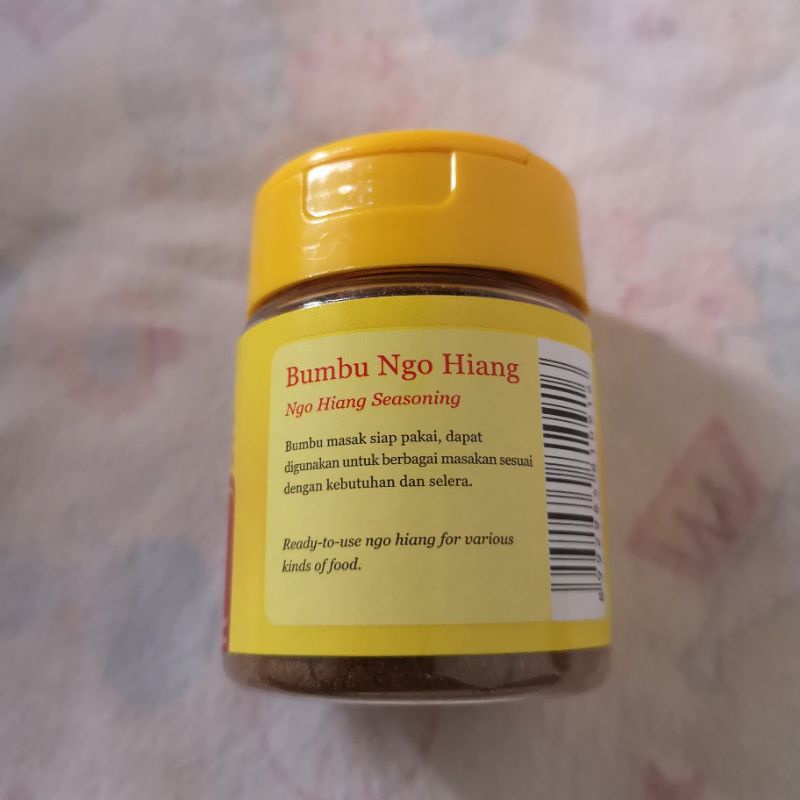 Bumbu Ngo Hiang
Ngo Hiang Seasoning
Bumbu masak siap pakai, dapat
digunakan untuk berbagai masakan sesuai
dengan kebutuhan dan selera.
Ready-to-use ngo hiang for various
kinds of food.